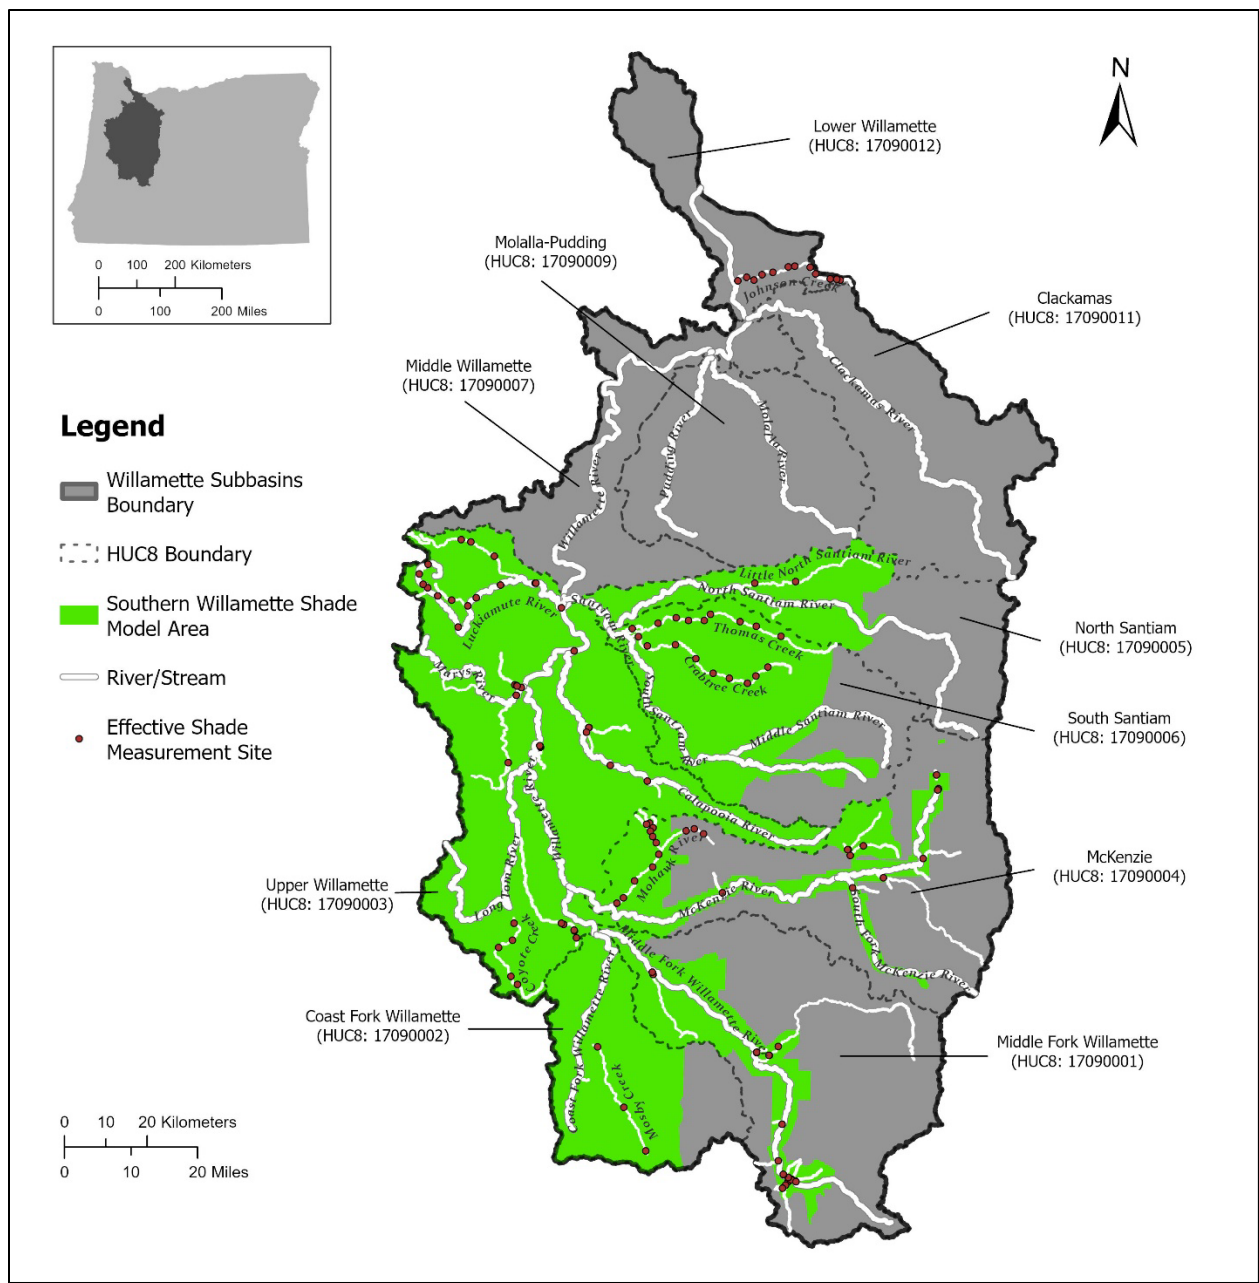 N
Lower Willamette
(HUC8: 17090012)
0 100 200 Kilometers
0 100 200 Miles
Molalla-Pudding
(HUC8: 17090009)
Johnson Creek
Clackamas
(HUC8: 17090011)
Middle Willamette
(HUC8: 17090007)
Clackamas River
Pudding River
Molalla River
Willamette River
Legend
Willamette Subbasins
Boundary
HUC8 Boundary
Southern Willamette Shade
Model Area
River/Stream
Effective Shade
Measurement Site
Little North Santiam River
North Santiam River
Santiam River
Luckiamute River
Thomas Creek
North Santiam
(HUC8: 17090005)
Marys River
Crabtree Creek
South Santiam River
Middle Santiam River
South Santiam
(HUC8: 17090006)
Calapooia River
Willamette River
Mohawk River
McKenzie
(HUC8: 17090004)
Upper Willamette
(HUC8: 17090003)
Long Tom River
McKenzie River
South Fork McKenzie River
Coyote Creek
Middle Fork Willamette River
Coast Fork Willamette
(HUC8: 17090002)
Coast Fork Willamette River
Middle Fork Willamette
(HUC8: 17090001)
Mosby Creek
0 10 20 Kilometers
0 10 20 Miles